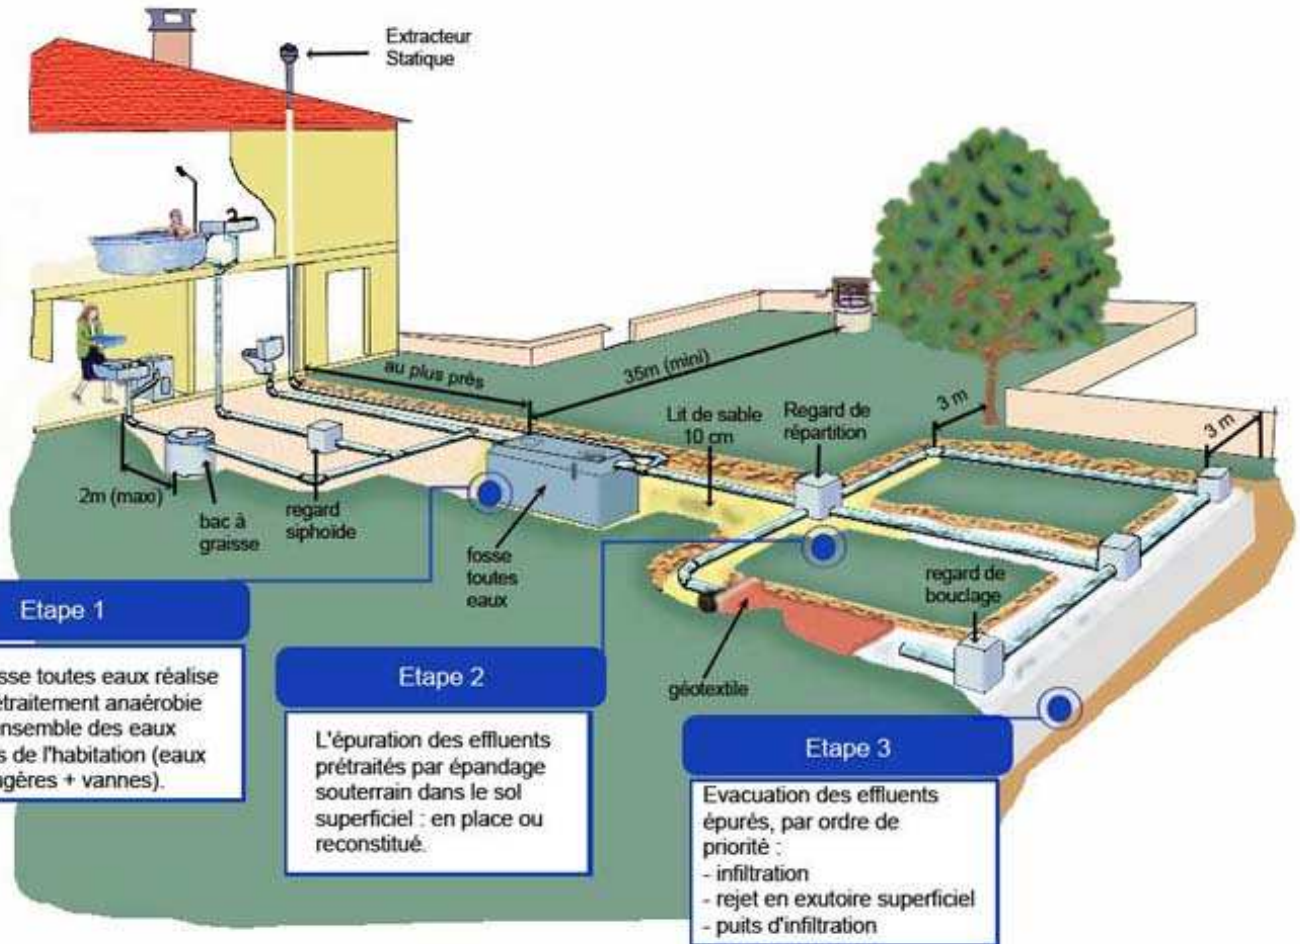 Extracteur
Statique
au plus près
35m (mini)
3 m
3 m
Lit de sable
10 cm
Regard de
répartition
2m (maxi)
bac à
graisse
regard
siphoïde
fosse
toutes
eaux
regard de
bouclage
géotextile
Etape 1
sse toutes eaux réalise
étraitement anaérobie
nsemble des eaux
s de l'habitation (eaux
gères + vannes).
Etape 2
L'épuration des effluents
prétraités par épandage
souterrain dans le sol
superficiel : en place ou
reconstitué.
Etape 3
Evacuation des effluents
épurés, par ordre de
priorité :
- infiltration
- rejet en exutoire superficiel
- puits d'infiltration